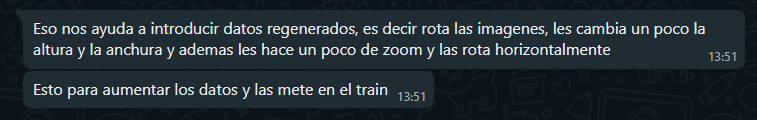 Eso nos ayuda a introducir datos regenerados, es decir rota las imagenes, les cambia un poco la
altura y la anchura y ademas les hace un poco de zoom y las rota horizontalmente
13:51
Esto para aumentar los datos y las mete en el train 13:51